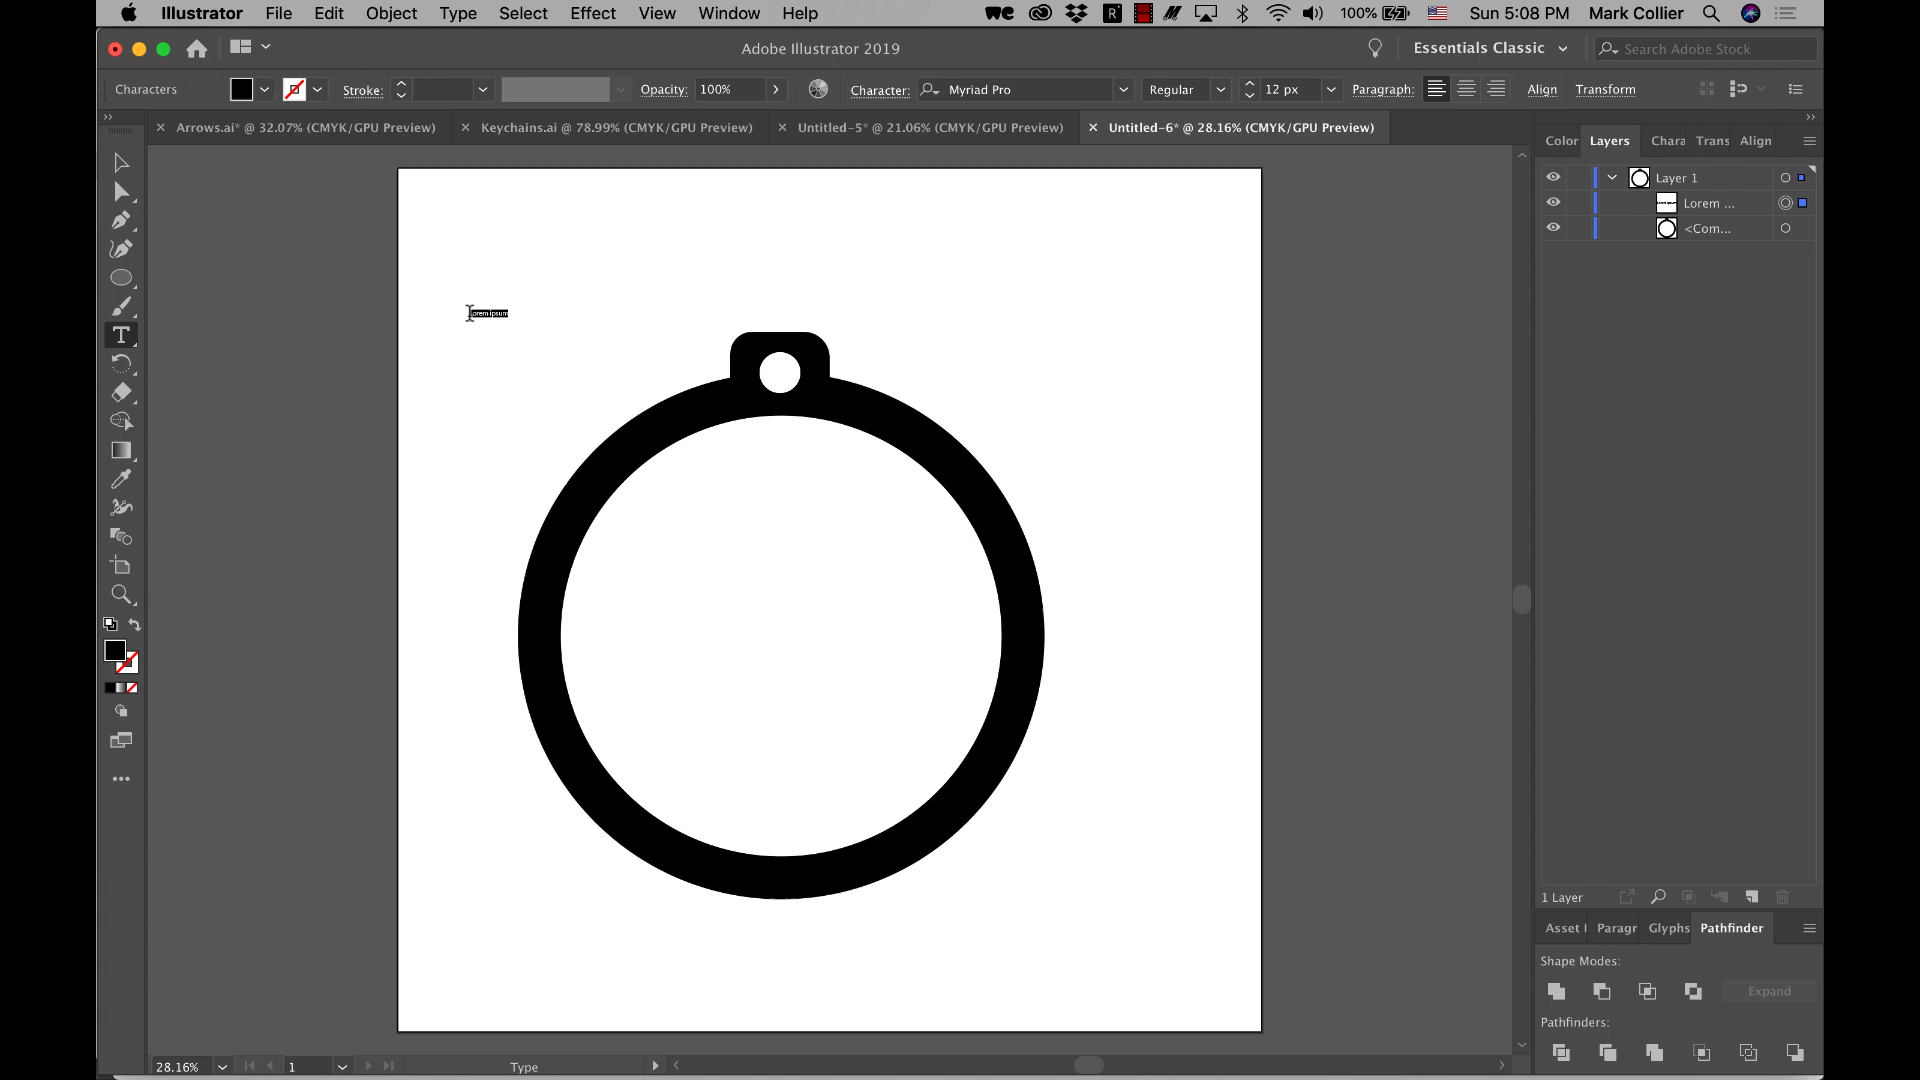 Illustrator File Edit Object Type Select Effect View Window Help 100% Sun 5:08 PM Mark Collier
Adobe Illustrator 2019 Essentials Classic Search Adobe Stock
Characters Stroke: Opacity: 100% Character: Myriad Pro Regular 12 px Paragraph: Align Transform
Arrows.ai* @ 32.07% (CMYK/GPU Preview) Keychains.ai @ 78.99% (CMYK/GPU Preview) Untitled-5* @ 21.06% (CMYK/GPU Preview) Untitled-6* @ 28.16% (CMYK/GPU Preview)
Color Layers Chara Trans Align
Layer 1
Lorem ...
<Com...
Lorem ipsum
1 Layer
Asset I Paragr Glyphs Pathfinder
Shape Modes:
Expand
Pathfinders:
28.16% 1 Type